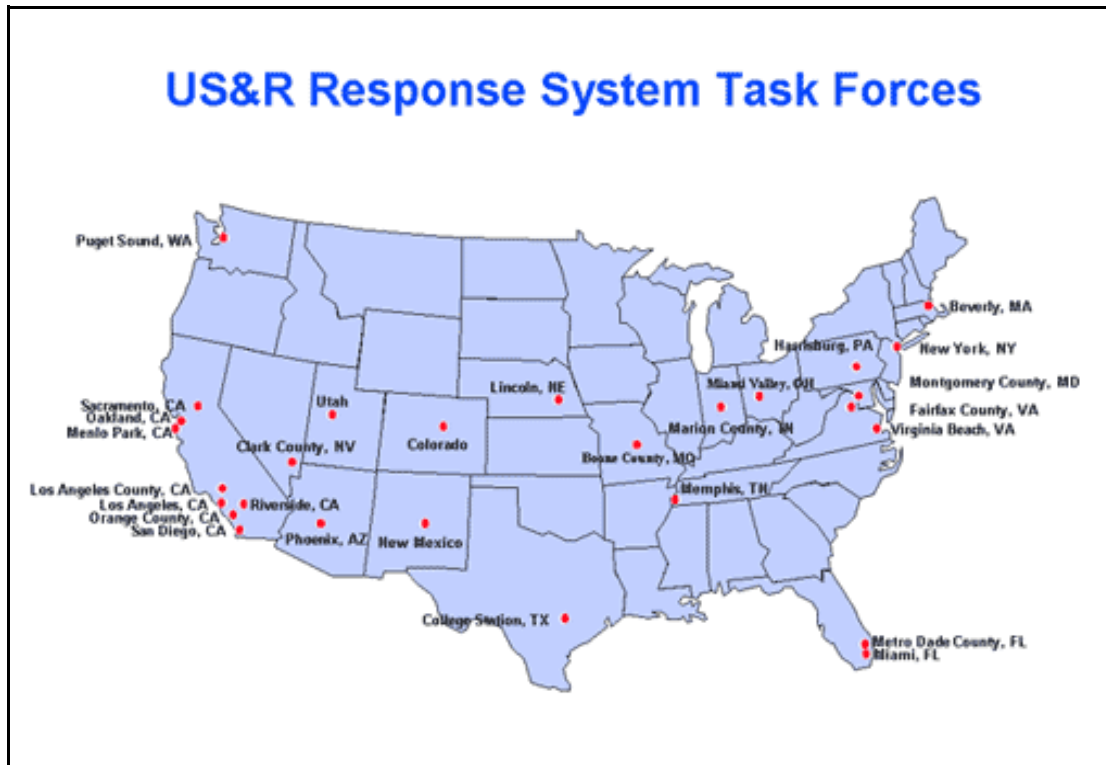 US&R Response System Task Forces
Puget Sound, WA
Beverly, MA
Harrisburg, PA
New York, NY
Lincoln, NE
Miami Valley, OH
Montgomery County, MD
Utah
Sacramento, CA
Fairfax County, VA
Oakland, CA
Menlo Park, CA
Colorado
Marion County, IN
Virginia Beach, VA
Clark County, NV
Boone County, MO
Los Angeles County, CA
Memphis, TN
Los Angeles, CA
Riverside, CA
Orange County, CA
San Diego, CA
Phoenix, AZ
New Mexico
College Station, TX
Metro Dade County, FL
Miami, FL